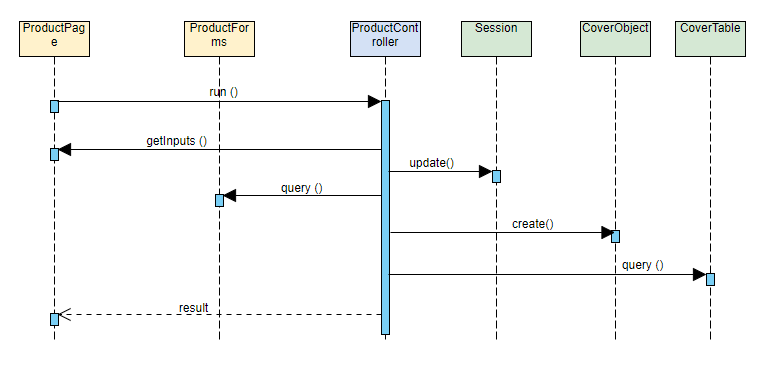 ProductPag
e
ProductFor
ms
ProductCont
roller
Session
CoverObject
CoverTable
run ()
getInputs ()
update()
query ()
create()
query ()
result